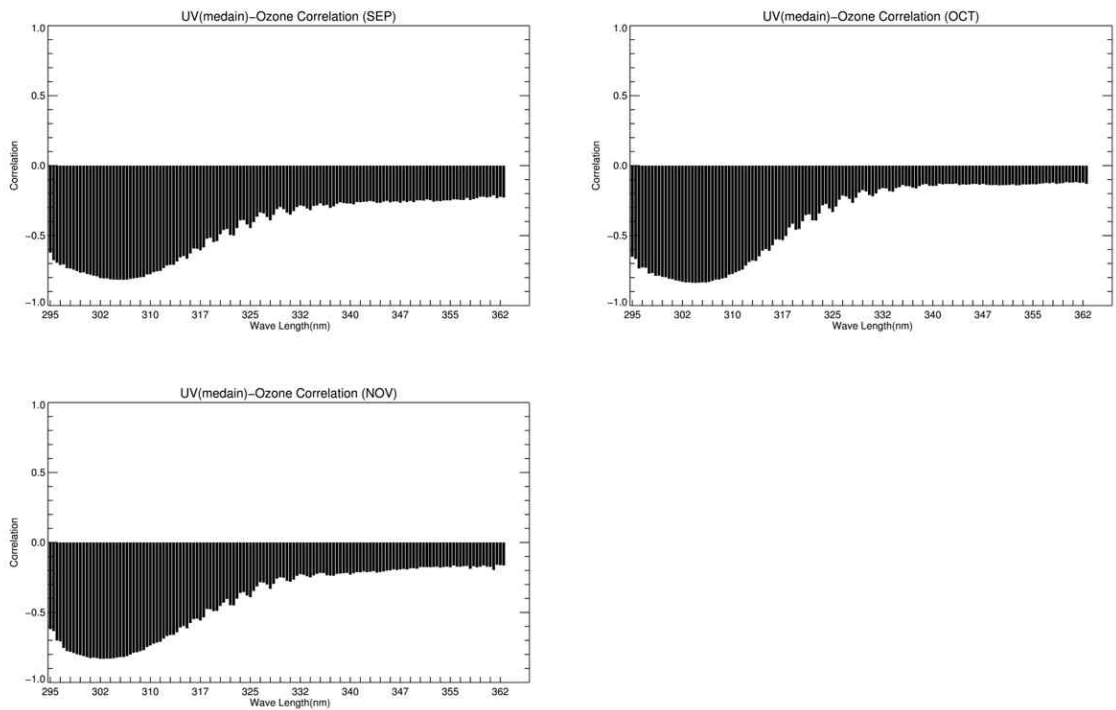 UV(medain)−Ozone Correlation (SEP)
1.0
0.5
0.0
−0.5
−1.0
Correlation
295 302 310 317 325 332 340 347 355 362
Wave Length(nm)
UV(medain)−Ozone Correlation (OCT)
1.0
0.5
0.0
−0.5
−1.0
Correlation
295 302 310 317 325 332 340 347 355 362
Wave Length(nm)
UV(medain)−Ozone Correlation (NOV)
1.0
0.5
0.0
−0.5
−1.0
Correlation
295 302 310 317 325 332 340 347 355 362
Wave Length(nm)